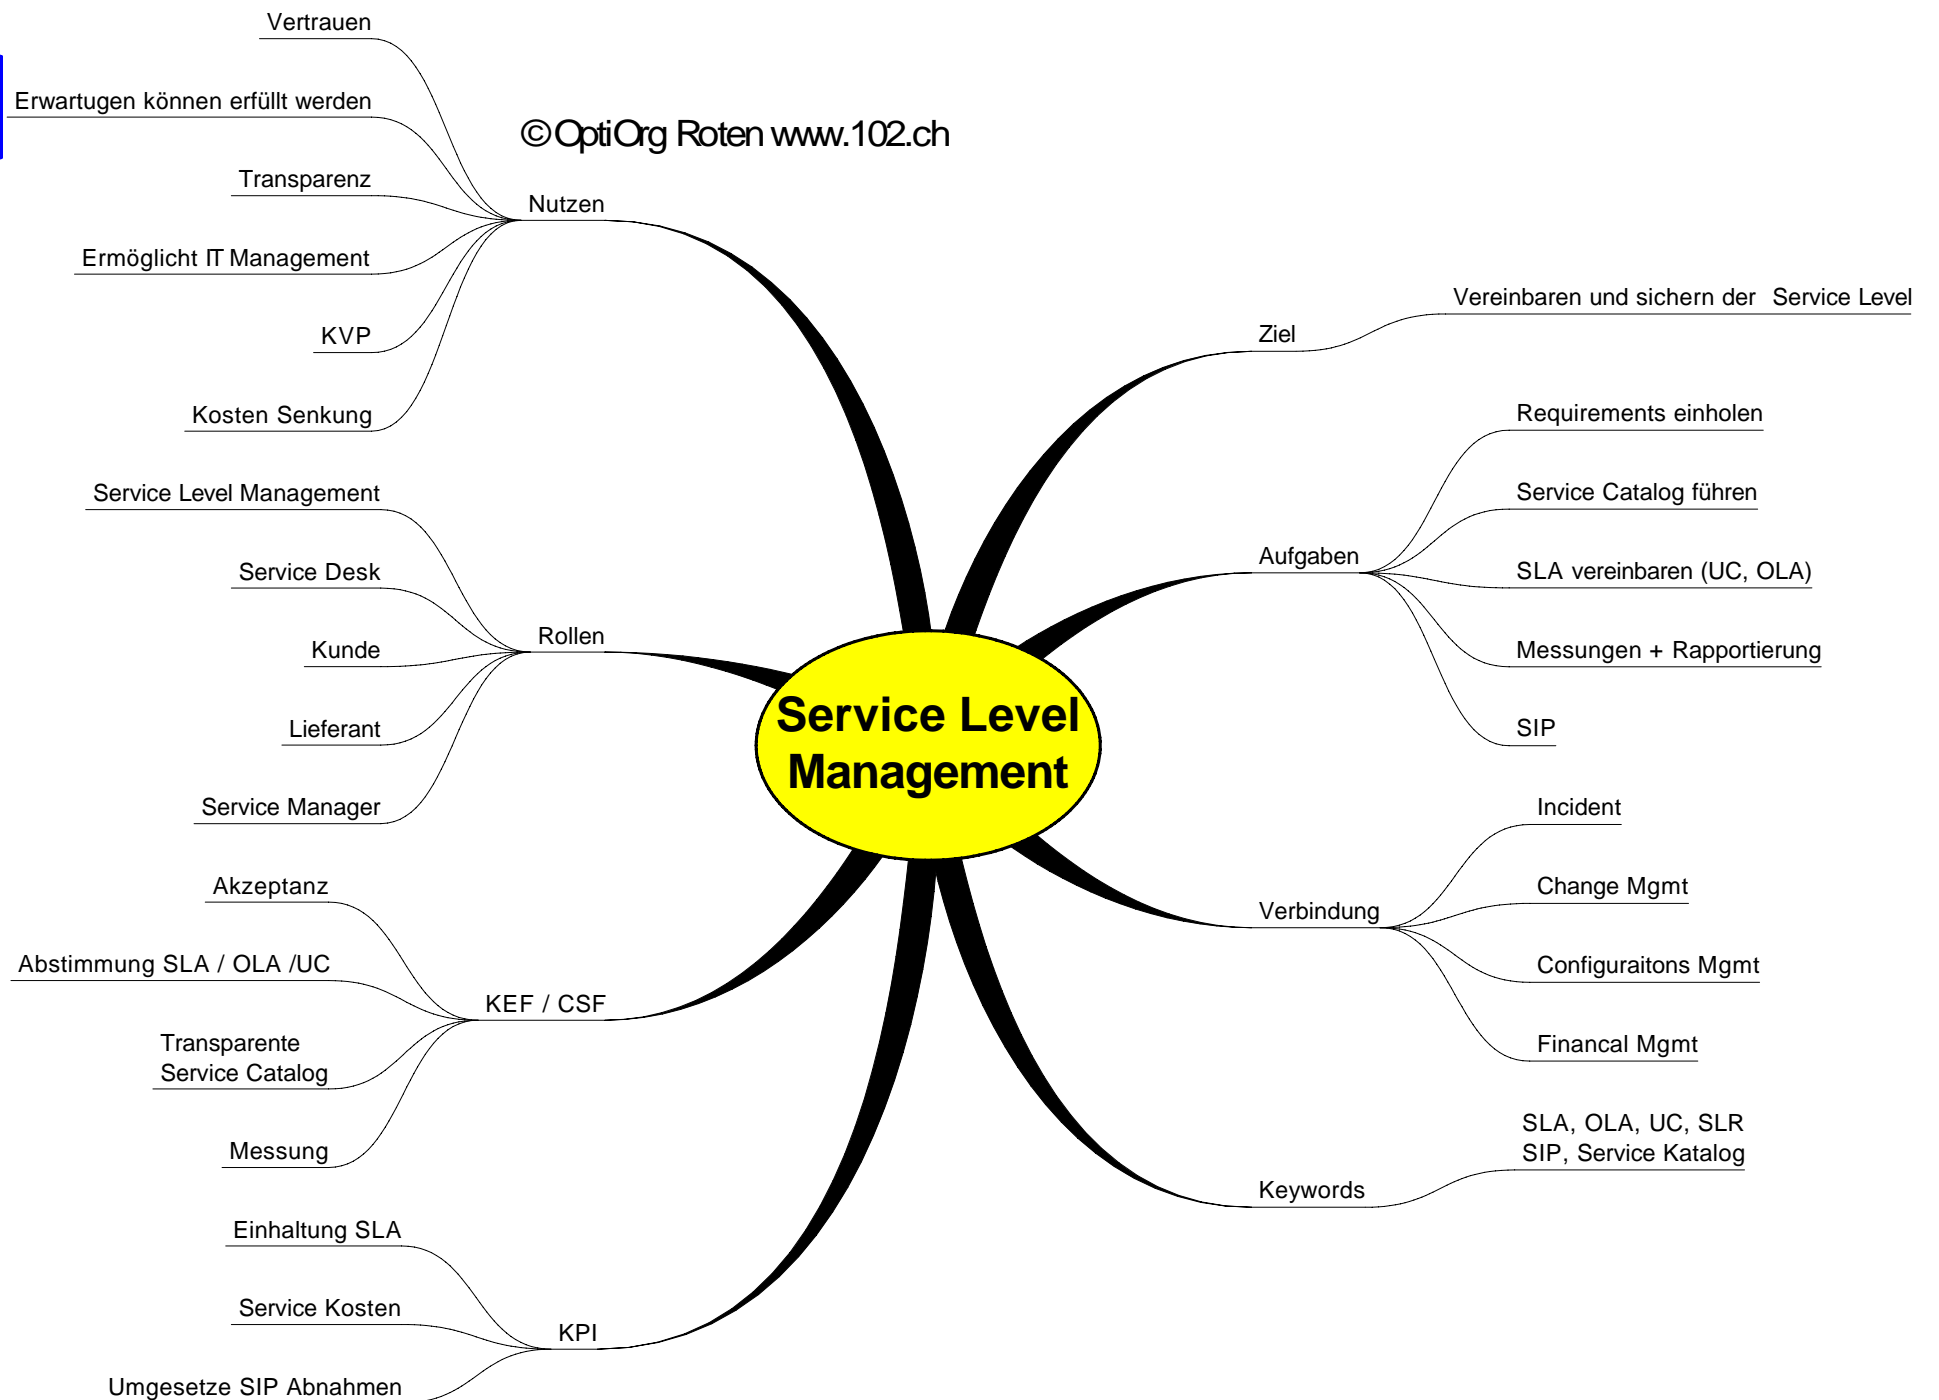 Vertrauen
Erwartugen können erfüllt werden
© OptiOrg Roten www.102.ch
Transparenz
Nutzen
Ermöglicht IT Management
KVP
Kosten Senkung
Service Level Management
Service Desk
Rollen
Kunde
Lieferant
Service Manager
Akzeptanz
Abstimmung SLA / OLA /UC
KEF / CSF
Transparente
Service Catalog
Messung
Einhaltung SLA
Service Kosten
KPI
Umgesetze SIP Abnahmen
Service Level
Management
Vereinbaren und sichern der  Service Level
Ziel
Requirements einholen
Service Catalog führen
Aufgaben
SLA vereinbaren (UC, OLA)
Messungen + Rapportierung
SIP
Incident
Change Mgmt
Verbindung
Configuraitons Mgmt
Financal Mgmt
SLA, OLA, UC, SLR
SIP, Service Katalog
Keywords